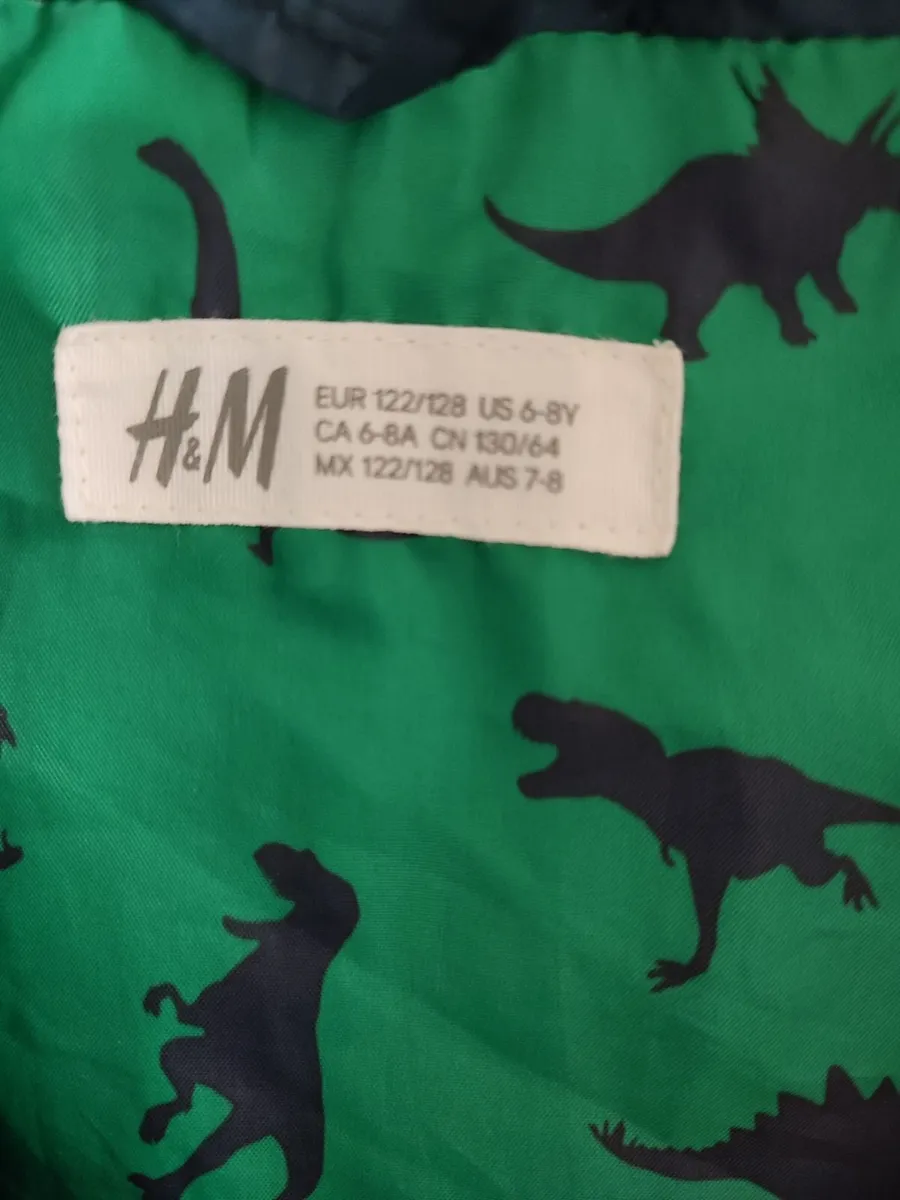 H&M
EUR 122/128 US 6-8Y
CA 6-8A CN 130/64
MX 122/128 AUS 7-8